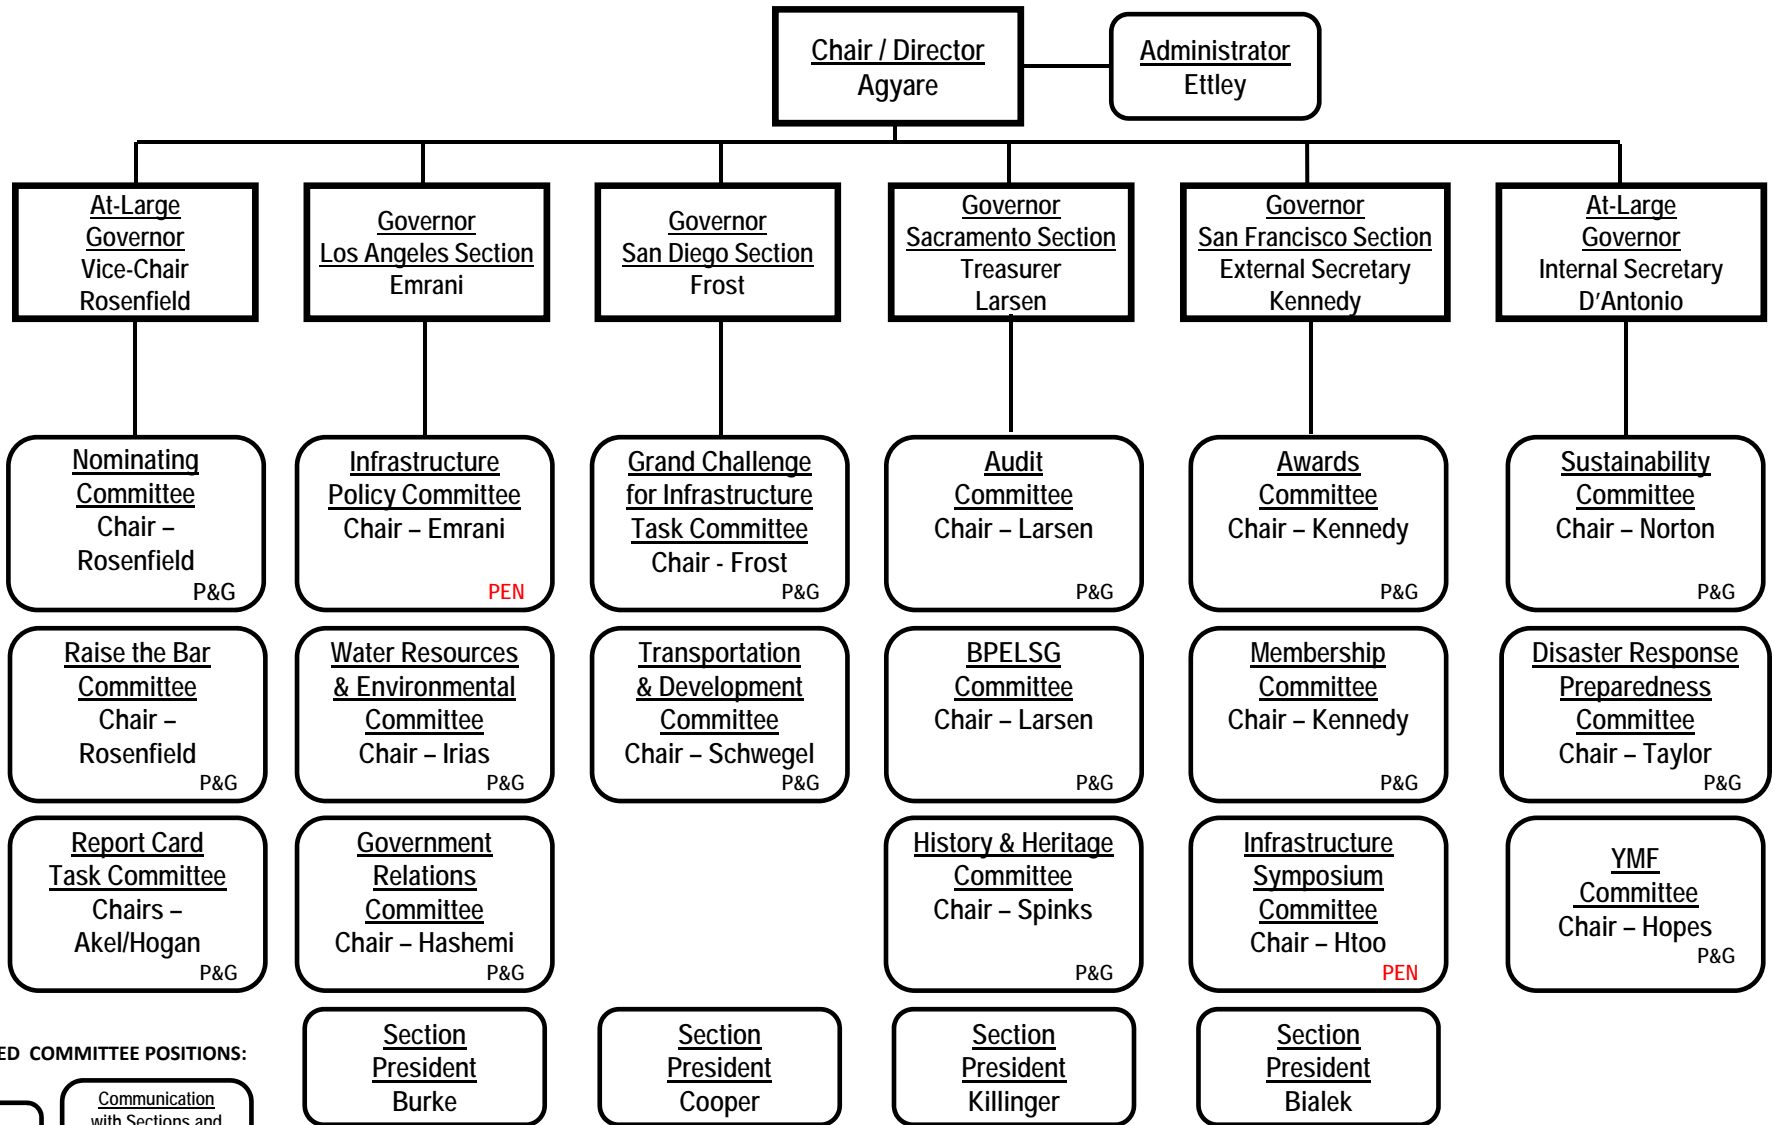 Chair / Director
Agyare
Administrator
Ettley
At-Large
Governor
Vice-Chair
Rosenfield
Governor
Los Angeles Section
Emrani
Governor
San Diego Section
Frost
Governor
Sacramento Section
Treasurer
Larsen
Governor
San Francisco Section
External Secretary
Kennedy
At-Large
Governor
Internal Secretary
D’Antonio
Nominating
Committee
Chair –
Rosenfield
P&G
Infrastructure
Policy Committee
Chair – Emrani
PEN
Grand Challenge
for Infrastructure
Task Committee
Chair - Frost
P&G
Audit
Committee
Chair – Larsen
P&G
Awards
Committee
Chair – Kennedy
P&G
Sustainability
Committee
Chair – Norton
P&G
Raise the Bar
Committee
Chair –
Rosenfield
P&G
Water Resources
& Environmental
Committee
Chair – Irias
P&G
Transportation
& Development
Committee
Chair – Schwegel
P&G
BPELSG
Committee
Chair – Larsen
P&G
Membership
Committee
Chair – Kennedy
P&G
Disaster Response
Preparedness
Committee
Chair – Taylor
P&G
Report Card
Task Committee
Chairs –
Akel/Hogan
P&G
Government
Relations
Committee
Chair – Hashemi
P&G
History & Heritage
Committee
Chair – Spinks
P&G
Infrastructure
Symposium
Committee
Chair – Htoo
PEN
YMF
Committee
Chair – Hopes
P&G
Section
President
Burke
Section
President
Cooper
Section
President
Killinger
Section
President
Bialek
ED COMMITTEE POSITIONS:
Communication
with Sections and